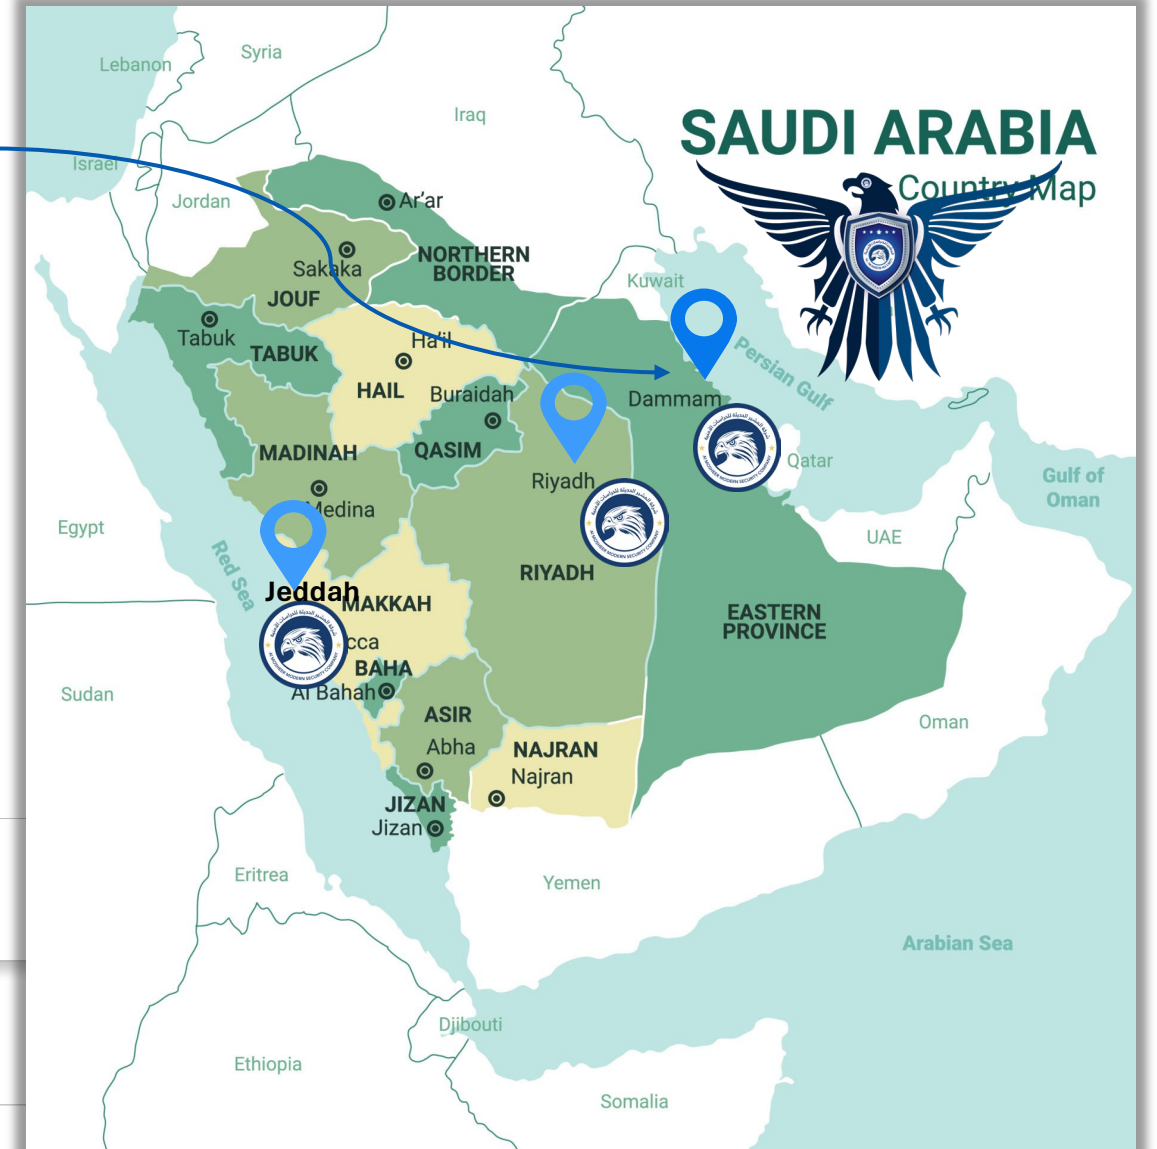 Syria
Lebanon
Iraq
SAUDI ARABIA
Country Map
Israel
Jordan
Ar’ar
Sakaka
NORTHERN
BORDER
Kuwait
JOUF
Tabuk
TABUK
Ha’il
HAIL
Buraidah
Persian Gulf
Dammam
MADINAH
QASIM
Qatar
Riyadh
Gulf of
Oman
Medina
Egypt
UAE
Red Sea
RIYADH
Jeddah
MAKKAH
EASTERN
PROVINCE
cca
BAHA
Al Bahah
Sudan
ASIR
Oman
Abha
NAJRAN
Najran
JIZAN
Jizan
Eritrea
Yemen
Arabian Sea
Djibouti
Ethiopia
Somalia